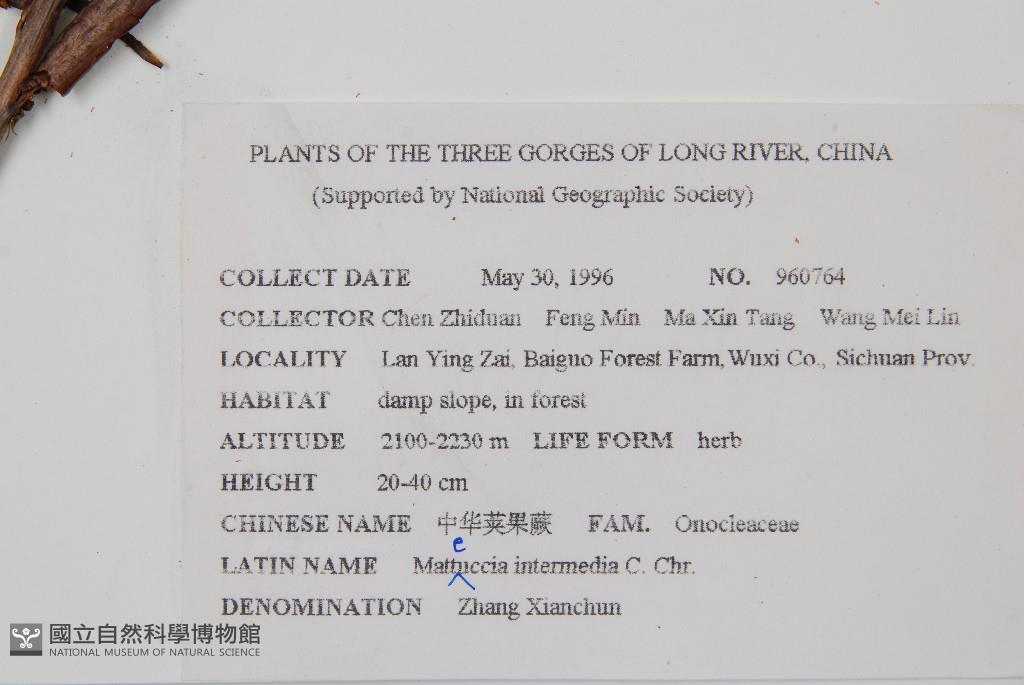 PLANTS OF THE THREE GORGES OF LONG RIVER, CHINA
(Supported by National Geographic Society)
COLLECT DATE May 30, 1996 NO. 960764
COLLECTOR Chen Zhiduan Feng Min Ma Xin Tang Wang Mei Lin
LOCALITY Lan Ying Zai, Baiguo Forest Farm, Wuxi Co., Sichuan Prov.
HABITAT damp slope, in forest
ALTITUDE 2100-2230 m LIFE FORM herb
HEIGHT 20-40 cm
CHINESE NAME 中华荚果蕨 FAM. Onocleaceae
e
LATIN NAME Mattuccia intermedia C. Chr.
DENOMINATION Zhang Xianchun
國立自然科學博物館
NATIONAL MUSEUM OF NATURAL SCIENCE